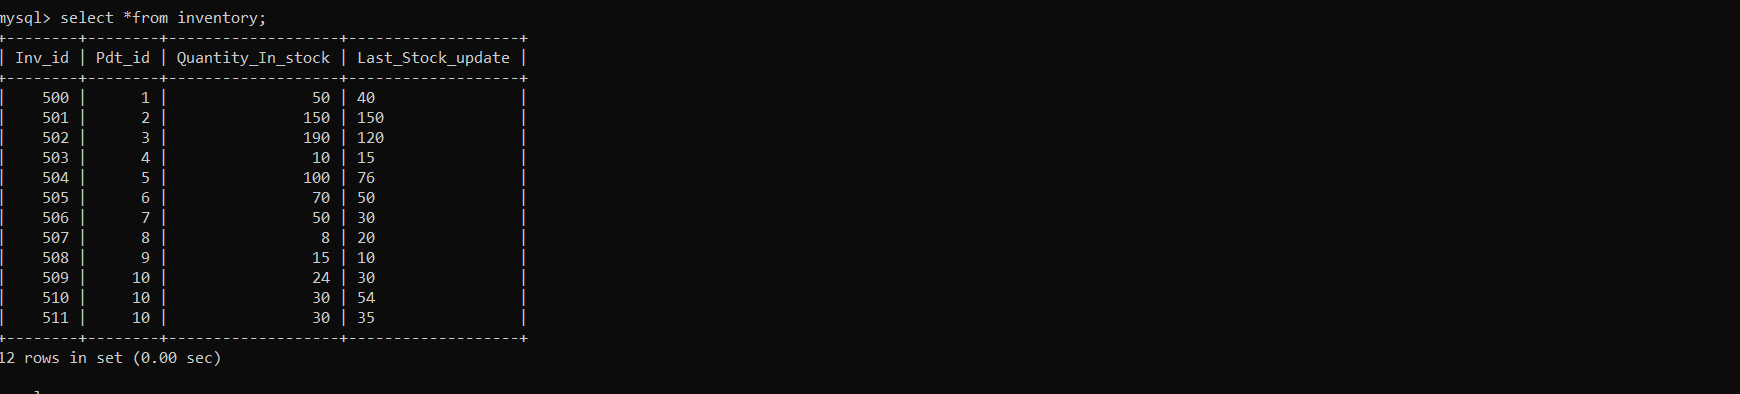 mysql> select *from inventory;
+--------+--------+-------------------+-------------------+
| Inv_id | Pdt_id | Quantity_In_stock | Last_Stock_update |
+--------+--------+-------------------+-------------------+
|    500 |      1 |                50 | 40                |
|    501 |      2 |               150 | 150               |
|    502 |      3 |               190 | 120               |
|    503 |      4 |                10 | 15                |
|    504 |      5 |               100 | 76                |
|    505 |      6 |                70 | 50                |
|    506 |      7 |                50 | 30                |
|    507 |      8 |                 8 | 20                |
|    508 |      9 |                15 | 10                |
|    509 |     10 |                24 | 30                |
|    510 |     10 |                30 | 54                |
|    511 |     10 |                30 | 35                |
+--------+--------+-------------------+-------------------+
12 rows in set (0.00 sec)